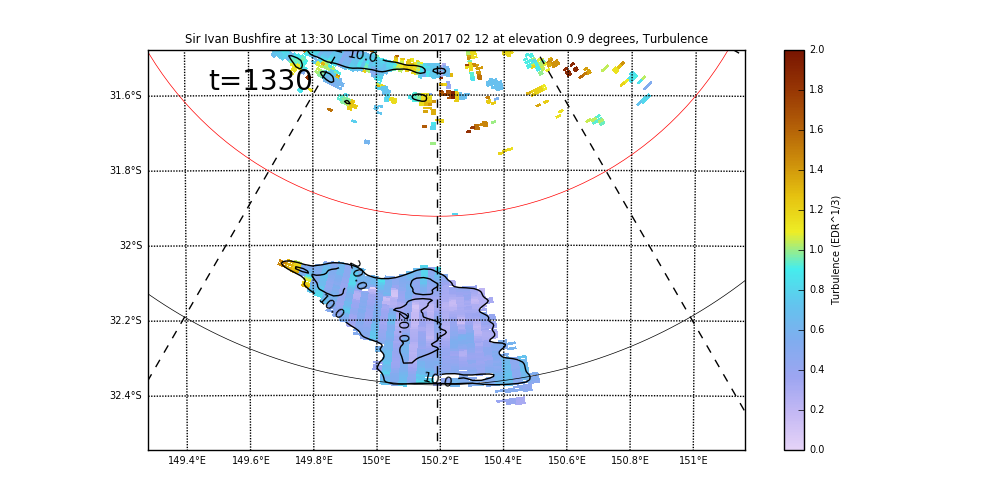 Sir Ivan Bushfire at 13:30 Local Time on 2017 02 12 at elevation 0.9 degrees, Turbulence
t=1330
10.0
0
31.6°S
31.8°S
32°S
32.2°S
32.4°S
10.0
10.0
20.0
10.0
149.4°E 149.6°E 149.8°E 150°E 150.2°E 150.4°E 150.6°E 150.8°E 151°E
2.0
1.8
1.6
1.4
1.2
1.0
0.8
0.6
0.4
0.2
0.0
Turbulence (EDR^1/3)